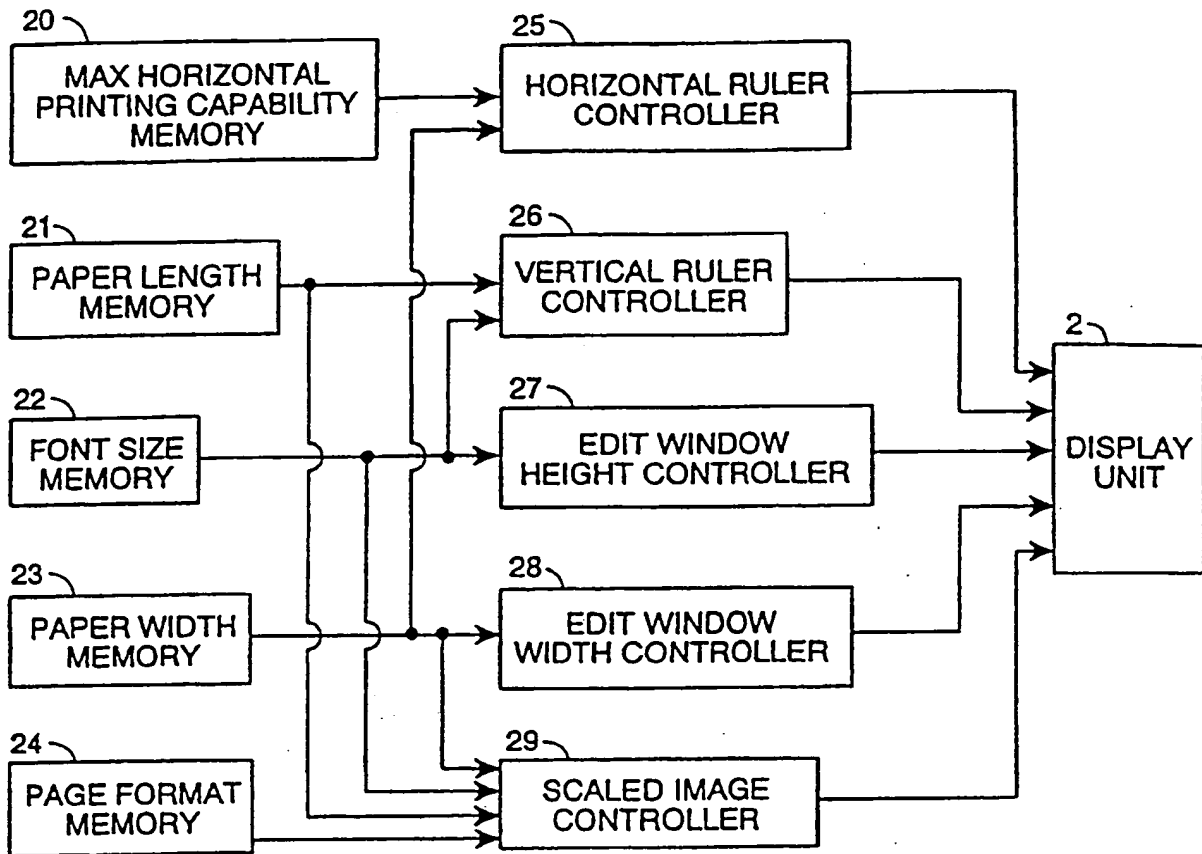 20
MAX HORIZONTAL
PRINTING CAPABILITY
MEMORY
25
HORIZONTAL RULER
CONTROLLER
21
PAPER LENGTH
MEMORY
26
VERTICAL RULER
CONTROLLER
2
DISPLAY
UNIT
22
FONT SIZE
MEMORY
27
EDIT WINDOW
HEIGHT CONTROLLER
23
PAPER WIDTH
MEMORY
28
EDIT WINDOW
WIDTH CONTROLLER
24
PAGE FORMAT
MEMORY
29
SCALED IMAGE
CONTROLLER